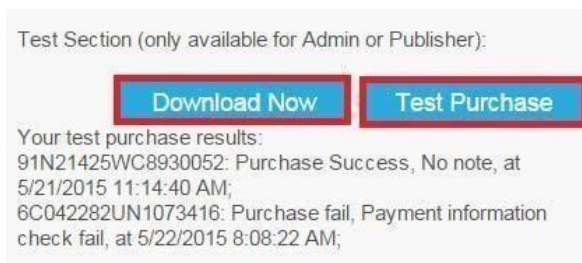 Test Section (only available for Admin or Publisher):
Download Now Test Purchase
Your test purchase results:
91N21425WC8930052: Purchase Success, No note, at
5/21/2015 11:14:40 AM;
6C042282UN1073416: Purchase fail, Payment information
check fail, at 5/22/2015 8:08:22 AM;